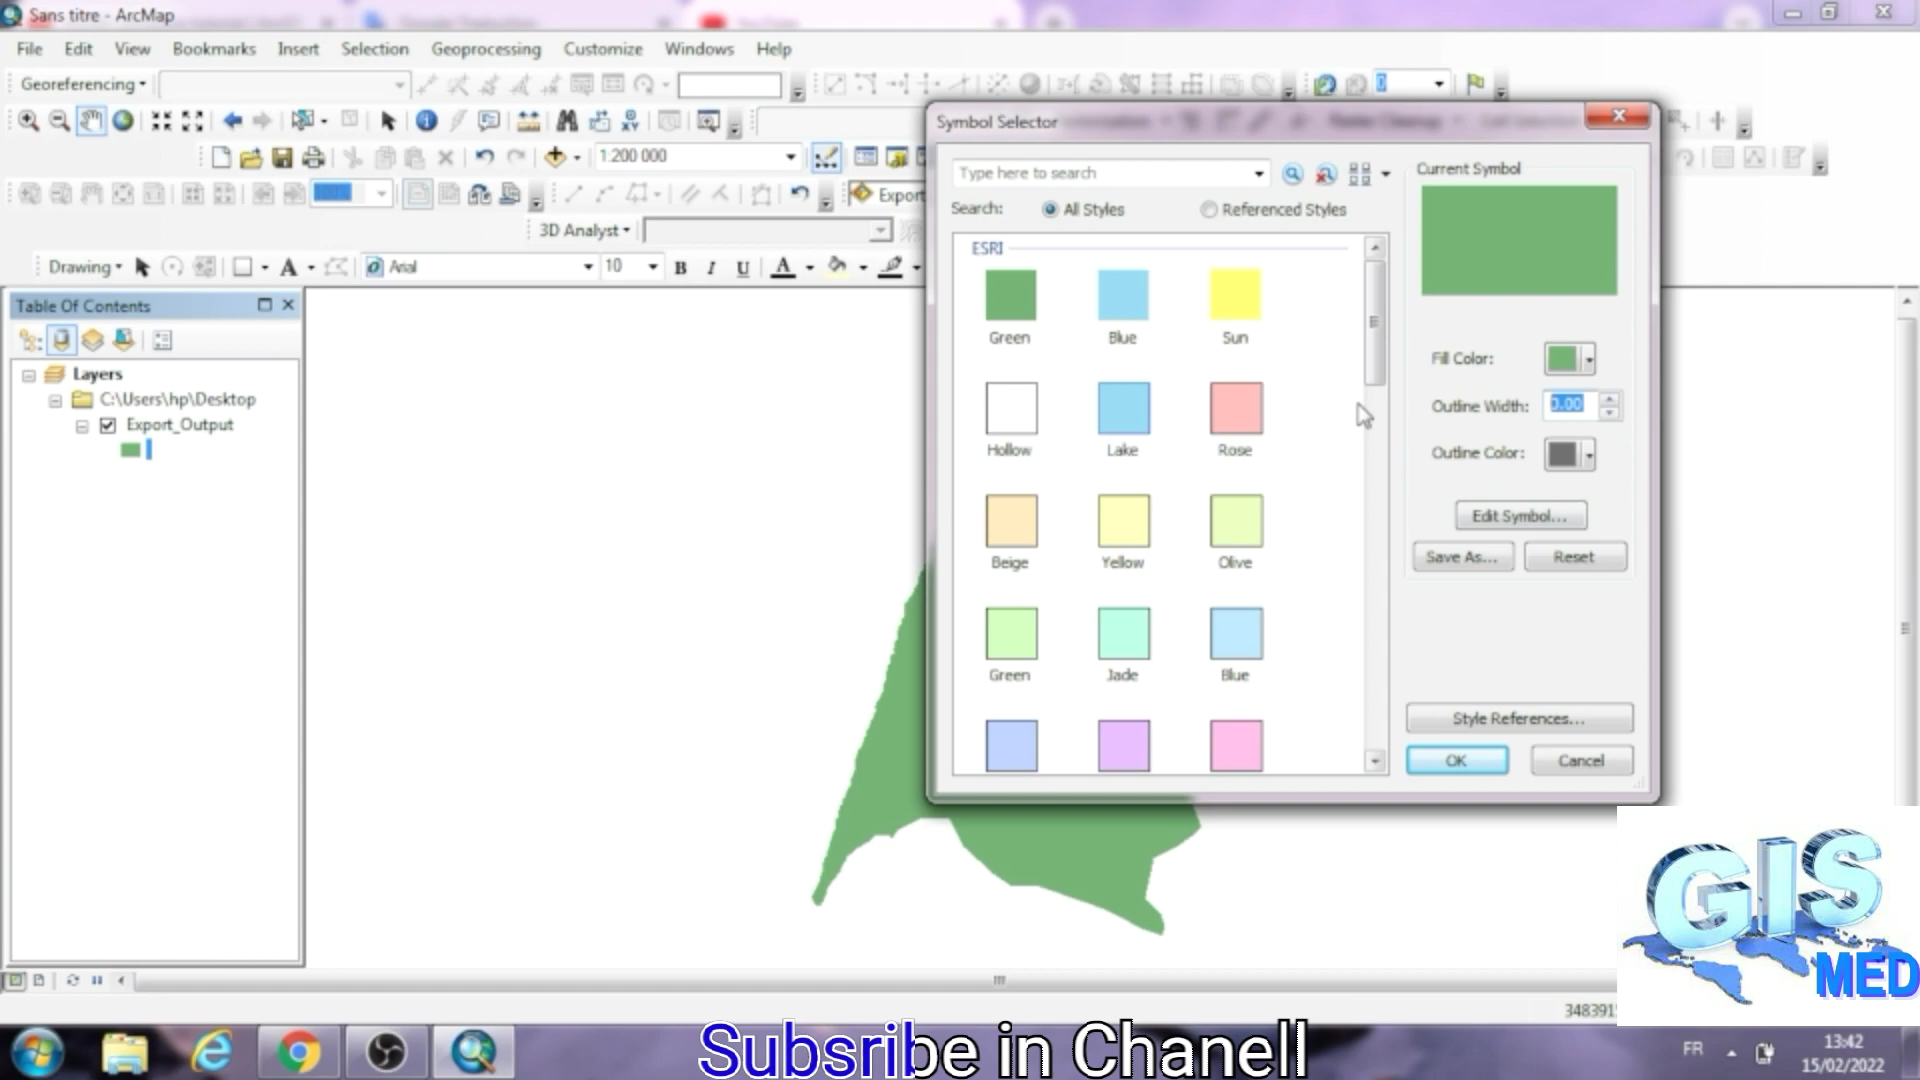 Sans titre - ArcMap
File Edit View Bookmarks Insert Selection Geoprocessing Customize Windows Help
Georeferencing
1:200 000
Export
3D Analyst
Drawing
Arial
10
B I U A
Table Of Contents
Layers
C:\Users\hp\Desktop
Export_Output
Symbol Selector
Type here to search
Search: All Styles Referenced Styles
ESRI
Green Blue Sun
Hollow Lake Rose
Beige Yellow Olive
Green Jade Blue
Current Symbol
Fill Color:
Outline Width: 0.00
Outline Color:
Edit Symbol...
Save As... Reset
Style References...
OK Cancel
GIS
MED
348391
Subsribe in Chanell
FR
13:42
15/02/2022